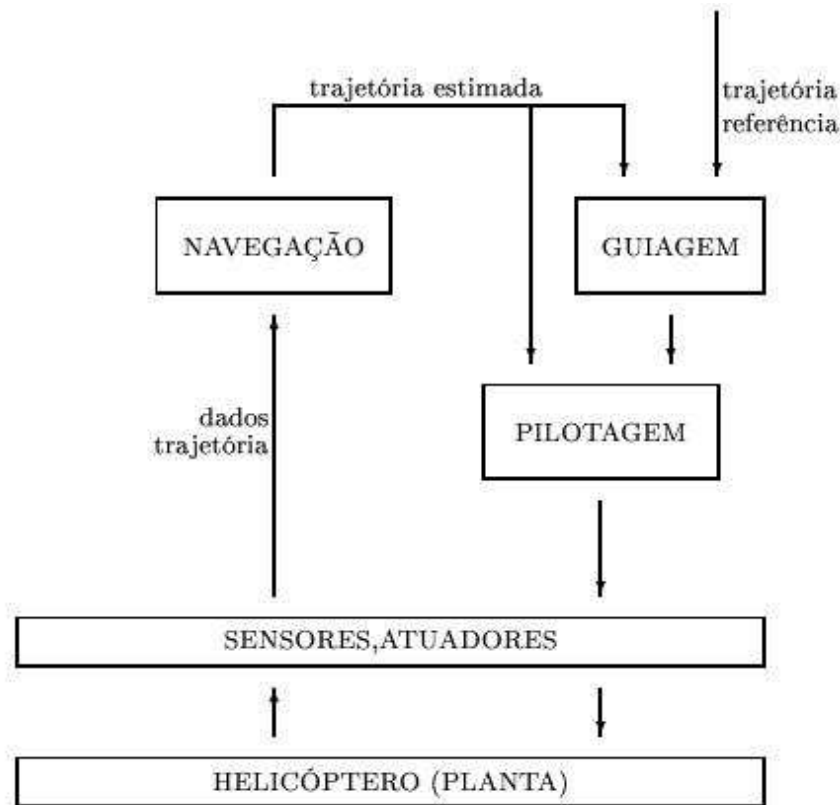 trajetória estimada
trajetória
referência
NAVEGAÇÃO
GUIAGEM
dados
trajetória
PILOTAGEM
SENSORES,ATUADORES
HELICÓPTERO (PLANTA)